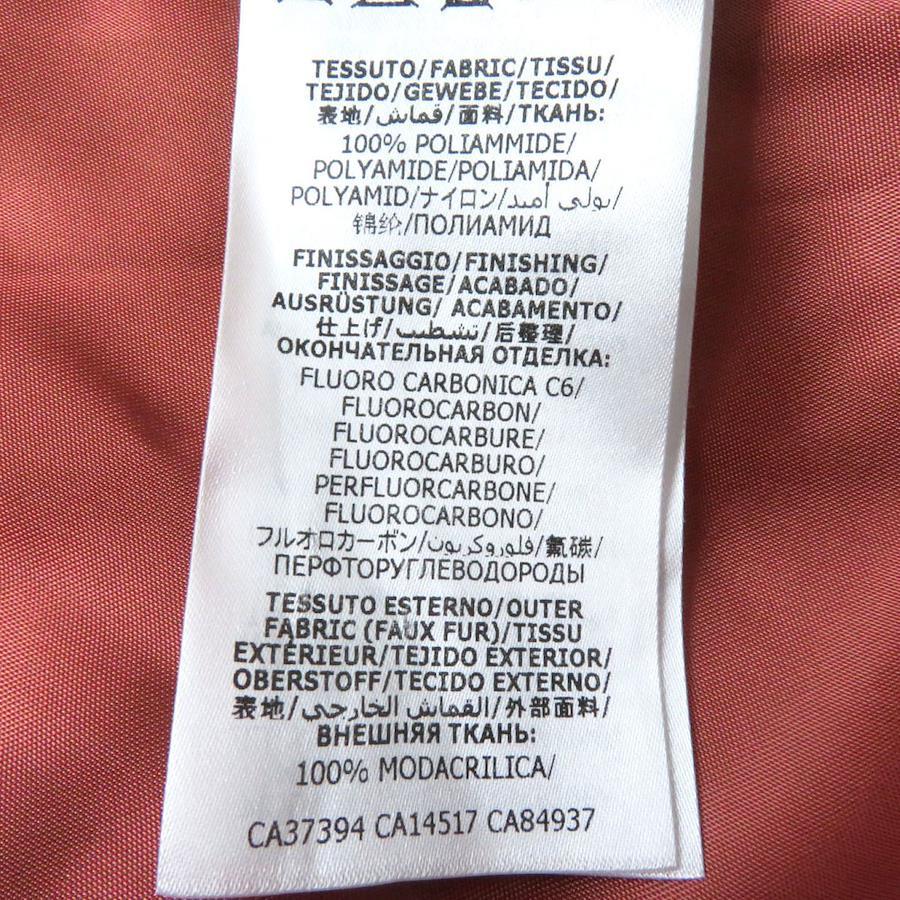 TESSUTO/FABRIC/TISSU/
TEJIDO/GEWEBE/TECIDO/
表地/قماش/面料/ТКАНЬ:
100% POLIAMMIDE/
POLYAMIDE/POLIAMIDA/
POLYAMID/ナイロン/بولي أميد/
锦纶/ПОЛИАМИД
FINISSAGGIO/FINISHING/
FINISSAGE/ACABADO/
AUSRÜSTUNG/ ACABAMENTO/
仕上げ/تشطيب/后整理/
ОКОНЧАТЕЛЬНАЯ ОТДЕЛКА:
FLUORO CARBONICA C6/
FLUOROCARBON/
FLUOROCARBURE/
FLUOROCARBURO/
PERFLUORCARBONE/
FLUOROCARBONO/
フルオロカーボン/فلوروكربون/氟碳/
ПЕРФТОРУГЛЕВОДОРОДЫ
TESSUTO ESTERNO/OUTER
FABRIC (FAUX FUR)/TISSU
EXTÉRIEUR/TEJIDO EXTERIOR/
OBERSTOFF/TECIDO EXTERNO/
表地/القماش الخارجي/外部面料/
ВНЕШНЯЯ ТКАНЬ:
100% MODACRILICA/
CA37394 CA14517 CA84937